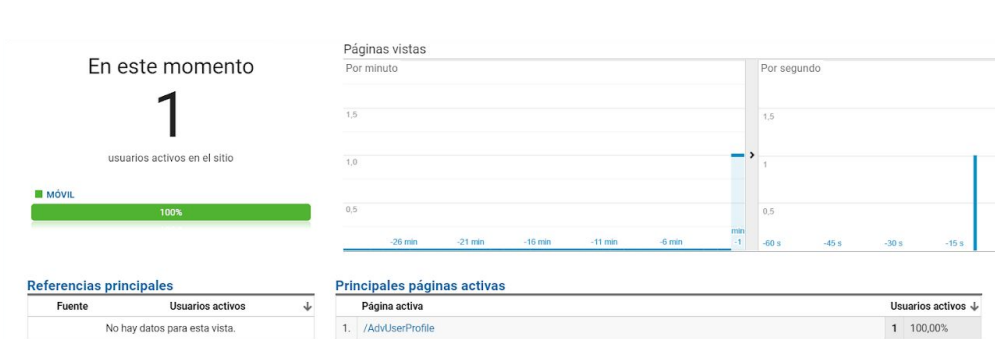 En este momento
1
usuarios activos en el sitio
MÓVIL
100%
Páginas vistas
Por minuto
1,5
1,0
0,5
-26 min
-21 min
-16 min
-11 min
-6 min
min
-1
Por segundo
1,5
1
0,5
-60 s
-45 s
-30 s
-15 s
Referencias principales
Fuente Usuarios activos
No hay datos para esta vista.
Principales páginas activas
Página activa Usuarios activos
1. /AdvUserProfile 1 100,00%